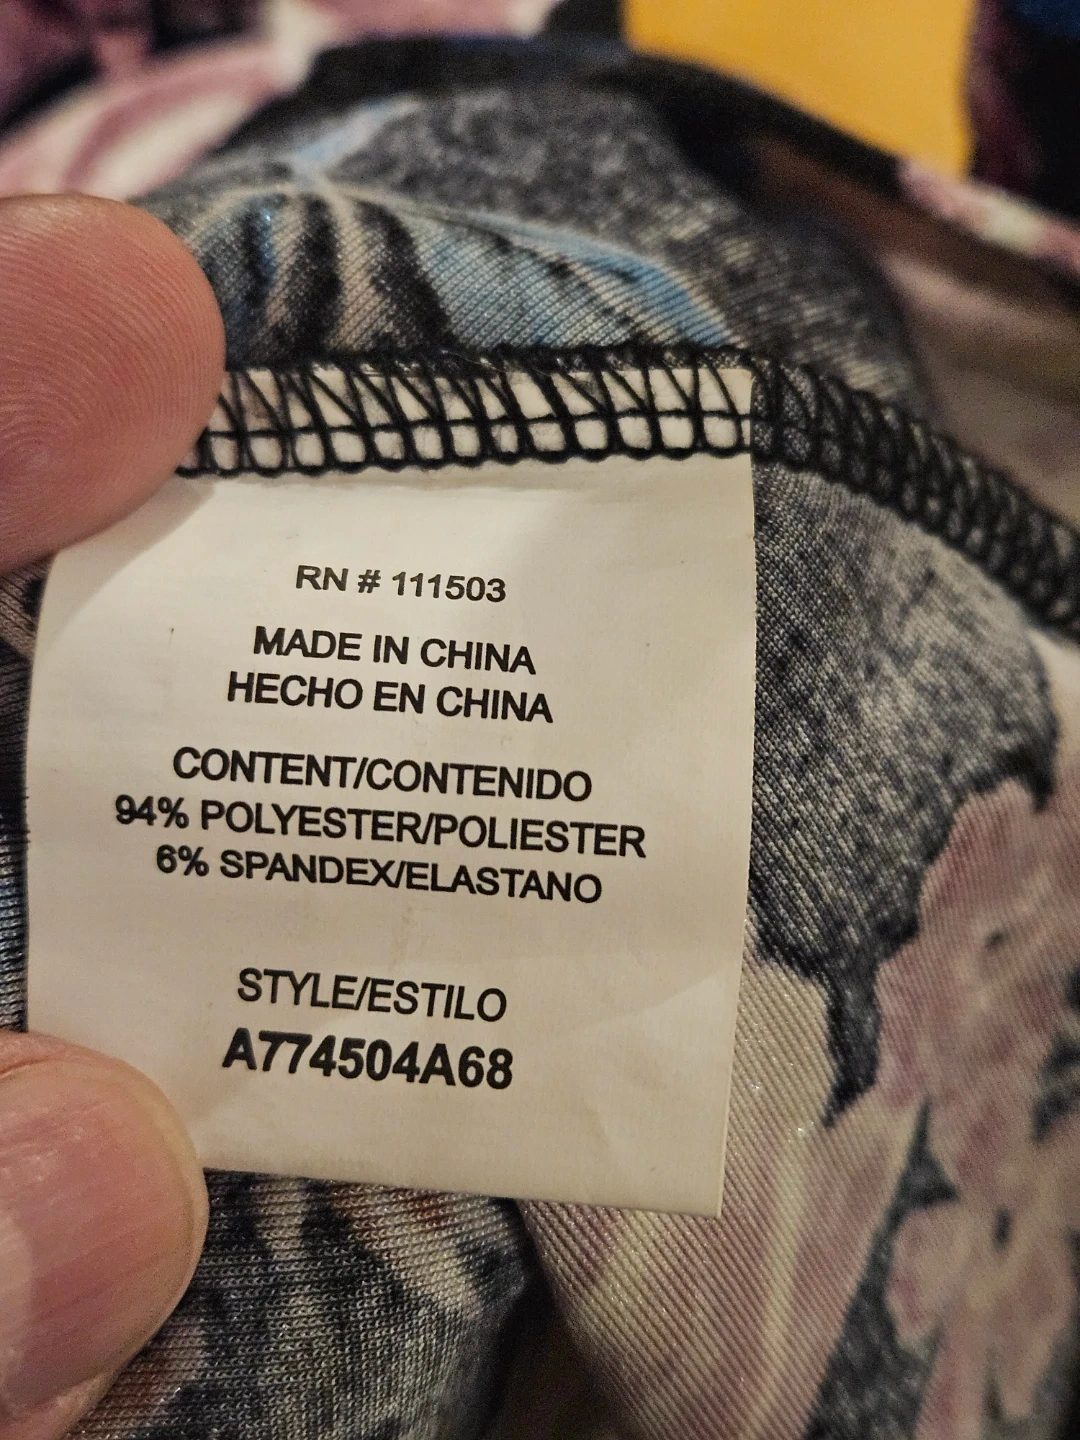 RN # 111503
MADE IN CHINA
HECHO EN CHINA
CONTENT/CONTENIDO
94% POLYESTER/POLIESTER
6% SPANDEX/ELASTANO
STYLE/ESTILO
A774504A68